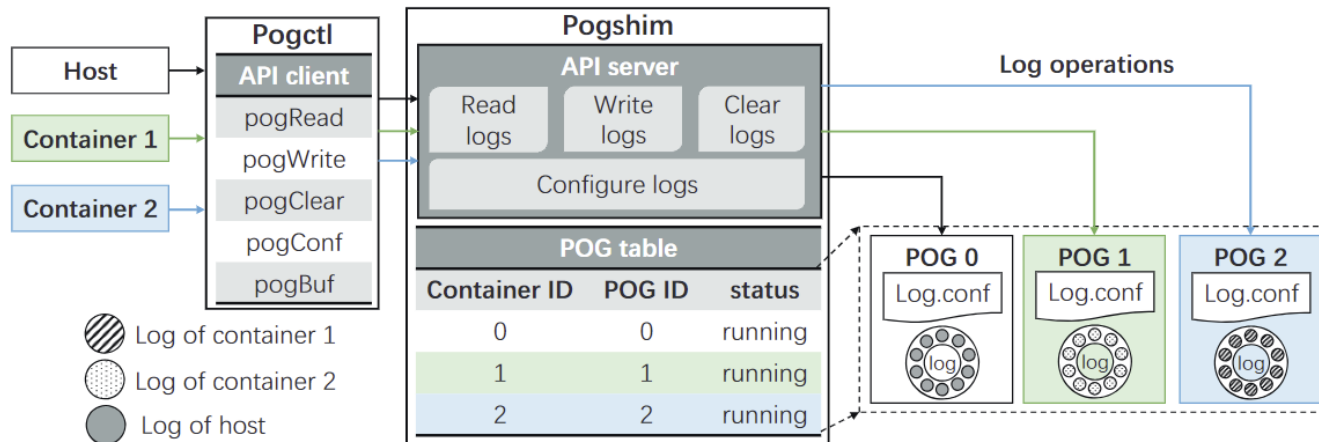 Host
Container 1
Container 2
Pogctl
API client
pogRead
pogWrite
pogClear
pogConf
pogBuf
Log of container 1
Log of container 2
Log of host
Pogshim
API server
Read
logs
Write
logs
Clear
logs
Configure logs
POG table
Container ID POG ID status
0 0 running
1 1 running
2 2 running
Log operations
POG 0
Log.conf
log
POG 1
Log.conf
log
POG 2
Log.conf
log